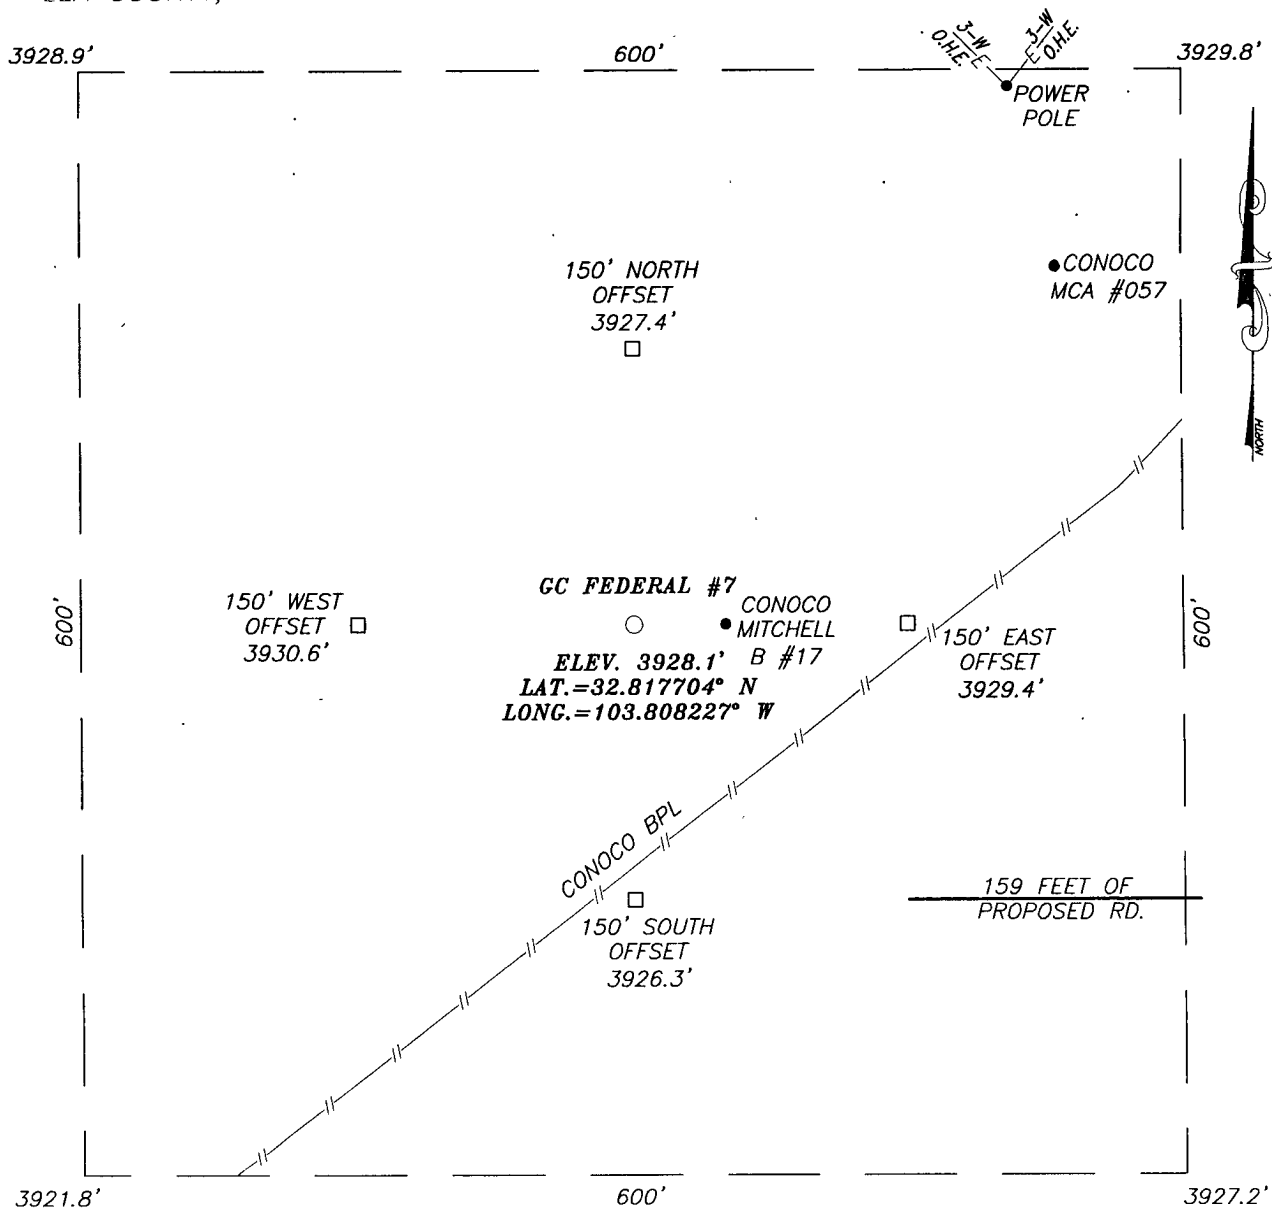 3928.9'
600'
3-W
O.H.E.
3-W
O.H.E.
3929.8'
POWER
POLE
150' NORTH
OFFSET
3927.4'
CONOCO
MCA #057
NORTH
600'
150' WEST
OFFSET
3930.6'
GC FEDERAL #7
ELEV. 3928.1'
LAT.=32.817704° N
LONG.=103.808227° W
CONOCO
MITCHELL
B #17
150' EAST
OFFSET
3929.4'
600'
CONOCO BPL
150' SOUTH
OFFSET
3926.3'
159 FEET OF
PROPOSED RD.
3921.8'
600'
3927.2'